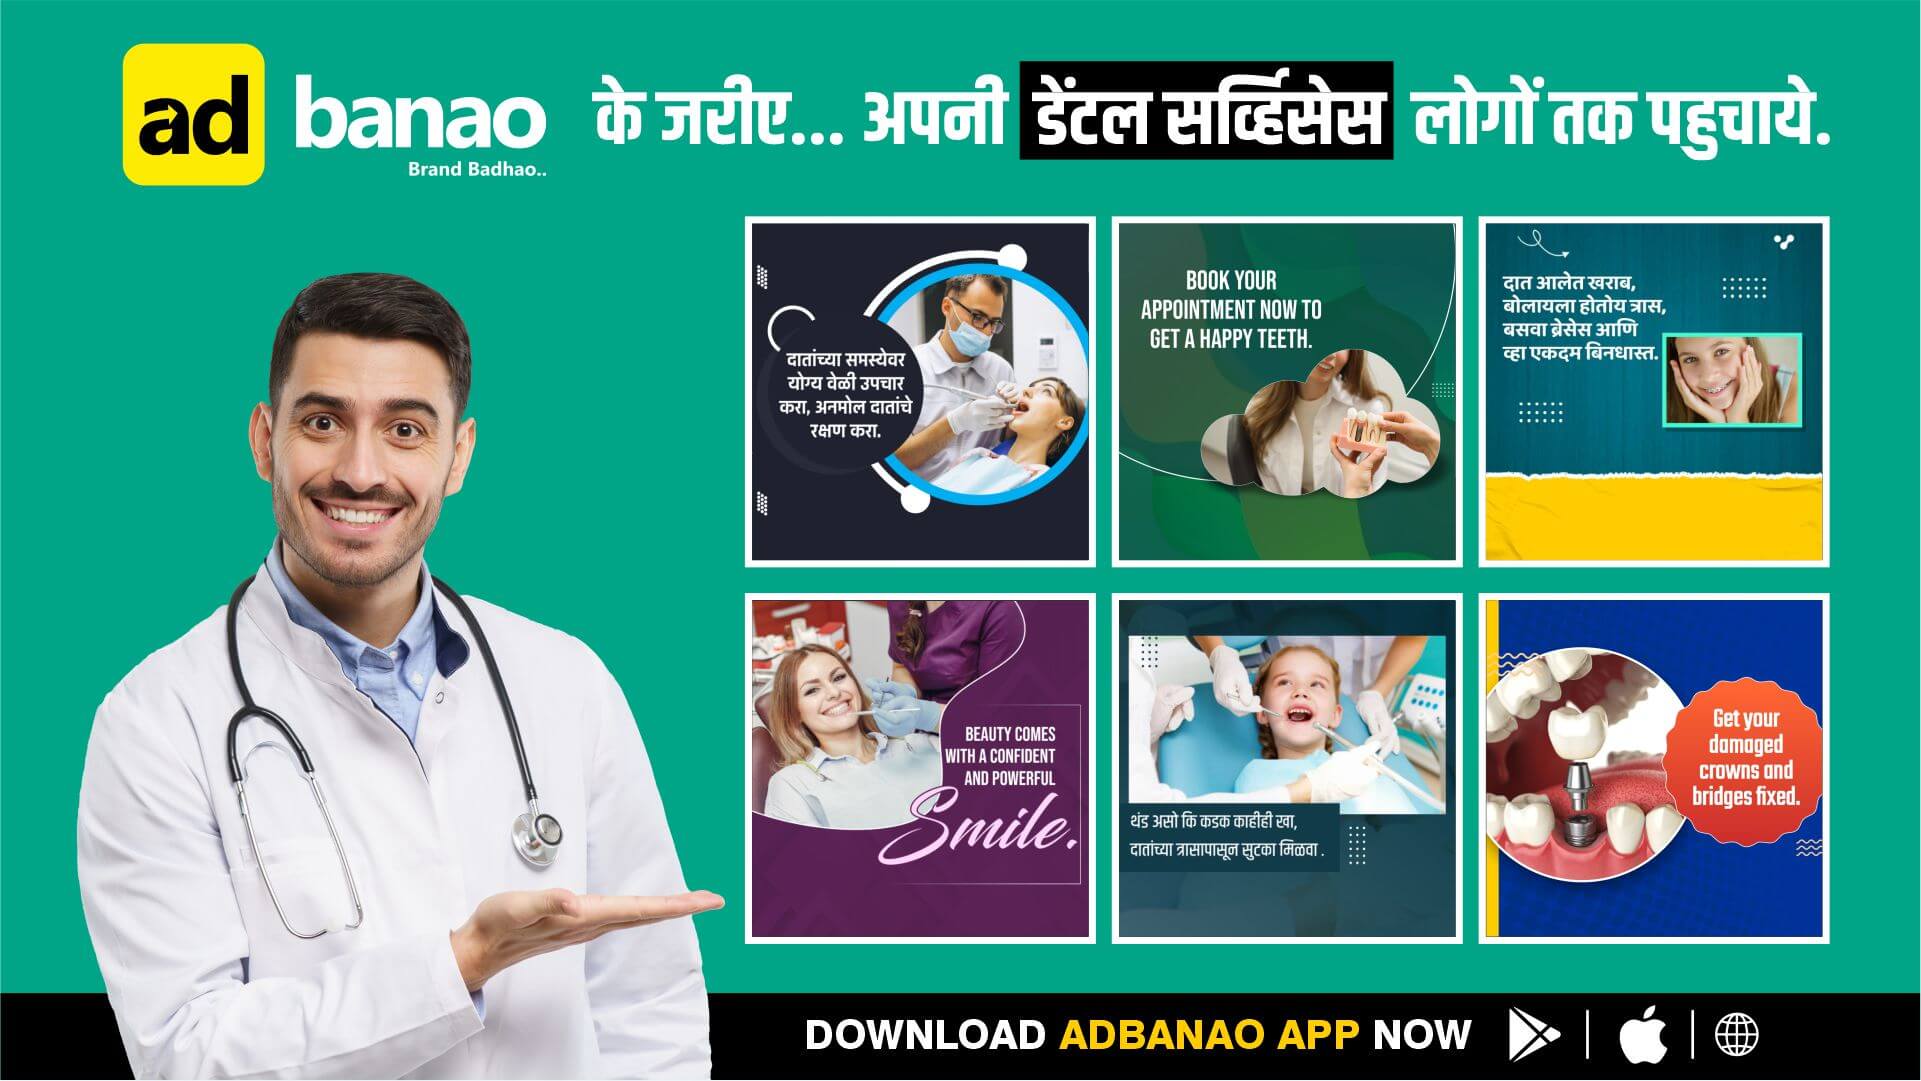 ad banao के जरीए... अपनी डेंटल सर्व्हिसेस लोगों तक पहुचाये.
Brand Badhao..
दातांच्या समस्येवर
योग्य वेळी उपचार
करा, अनमोल दातांचे
रक्षण करा.
BOOK YOUR
APPOINTMENT NOW TO
GET A HAPPY TEETH.
दात आलेत खराब,
बोलायला होतोय त्रास,
बसवा ब्रेसेस आणि
व्हा एकदम बिनधास्त.
BEAUTY COMES
WITH A CONFIDENT
AND POWERFUL
Smile.
थंड असो कि कडक काहीही खा,
दातांच्या त्रासापासून सुटका मिळवा .
Get your
damaged
crowns and
bridges fixed.
DOWNLOAD ADBANAO APP NOW